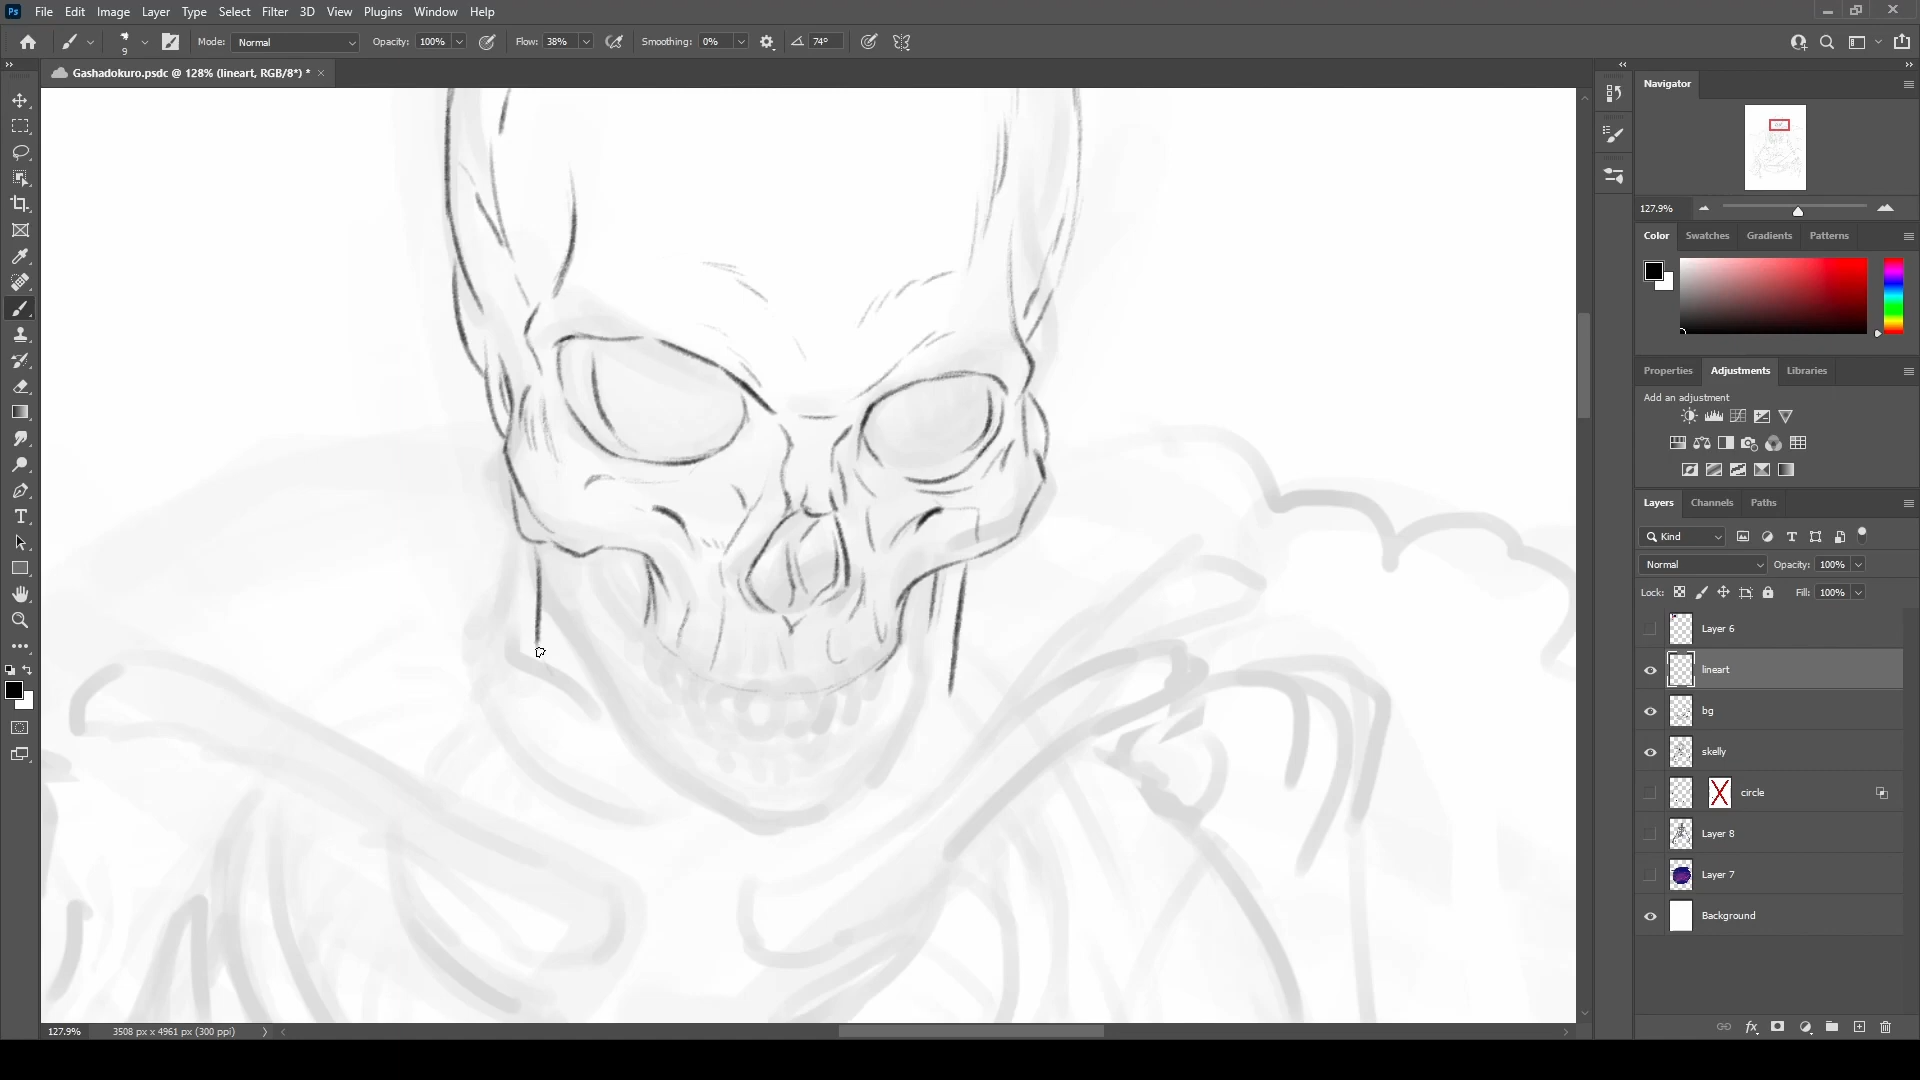 Ps File Edit Image Layer Type Select Filter 3D View Plugins Window Help
9 Mode: Normal Opacity: 100% Flow: 38% Smoothing: 0% 74°
Gashadokuro.psdc @ 128% (lineart, RGB/8*) * ×
Navigator
127.9%
Color Swatches Gradients Patterns
Properties Adjustments Libraries
Add an adjustment
Layers Channels Paths
Kind
Normal Opacity: 100%
Lock: Fill: 100%
Layer 6
lineart
bg
skelly
circle
Layer 8
Layer 7
Background
fx
127.9% 3508 px x 4961 px (300 ppi)